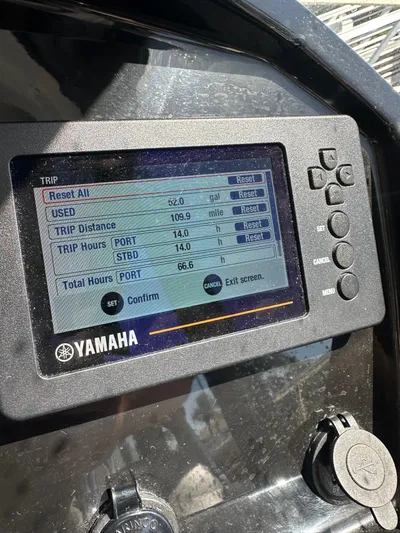 TRIP
Reset All Reset
USED 52.0 gal Reset
TRIP Distance 109.9 mile Reset
TRIP Hours PORT 14.0 h Reset
STBD 14.0 h Reset
Total Hours PORT 66.6 h
SET Confirm CANCEL Exit screen.
YAMAHA
SET
CANCEL
MENU
MARINCO